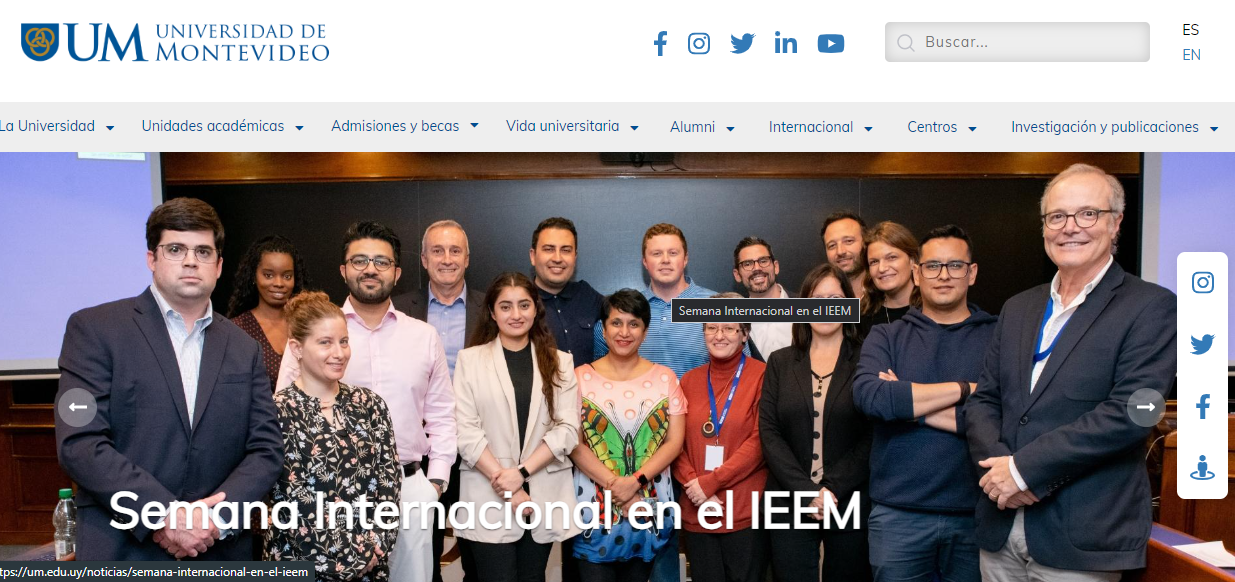 UM UNIVERSIDAD DE
MONTEVIDEO
Buscar...
ES
EN
La Universidad
Unidades académicas
Admisiones y becas
Vida universitaria
Alumni
Internacional
Centros
Investigación y publicaciones
Semana Internacional en el IEEM
Semana Internacional en el IEEM
tps://um.edu.uy/noticias/semana-internacional-en-el-ieem